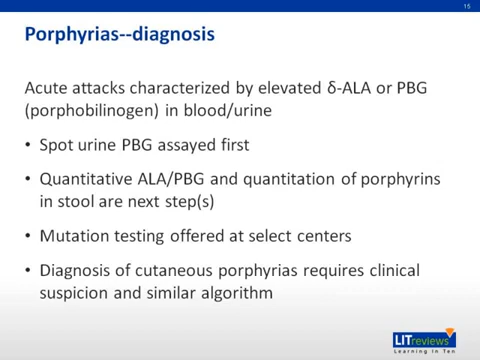 15
Porphyrias--diagnosis
Acute attacks characterized by elevated δ-ALA or PBG
(porphobilinogen) in blood/urine
• Spot urine PBG assayed first
• Quantitative ALA/PBG and quantitation of porphyrins
in stool are next step(s)
• Mutation testing offered at select centers
• Diagnosis of cutaneous porphyrias requires clinical
suspicion and similar algorithm
LITreviews
Learning in Ten